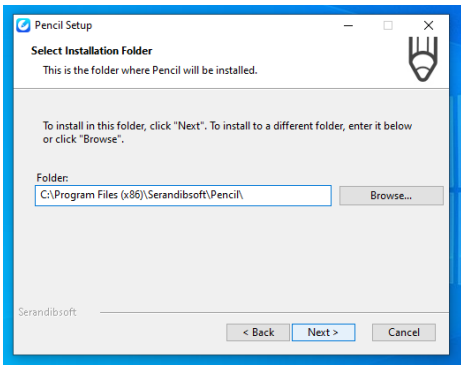 Pencil Setup
Select Installation Folder
This is the folder where Pencil will be installed.
To install in this folder, click "Next". To install to a different folder, enter it below
or click "Browse".
Folder:
C:\Program Files (x86)\Serandibsoft\Pencil\
Browse...
Serandibsoft
< Back
Next >
Cancel